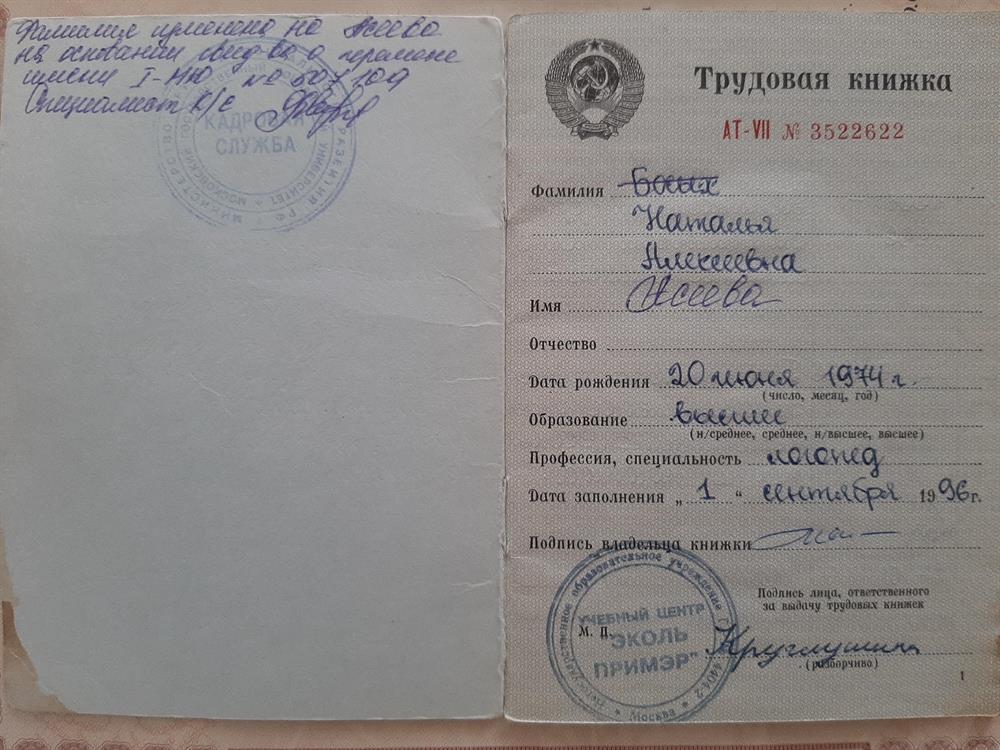 Фамилия изменена на Асеева
на основании свид-ва о перемене
имени I-МЮ № 507109
Специалист К/С
КАДРОВАЯ
СЛУЖБА
Трудовая книжка
АТ-VII № 3522622
Фамилия
Наталья
Алексеевна
Имя Асеева
Отчество
Дата рождения 20 июня 1974 г.
(число, месяц, год)
Образование высшее
(н/среднее, среднее, н/высшее, высшее)
Профессия, специальность логопед
Дата заполнения „ 1 “ сентября 1996 г.
Подпись владельца книжки
Подпись лица, ответственного
за выдачу трудовых книжек
Негосударственное образовательное учреждение
УЧЕБНЫЙ ЦЕНТР
"ЭКОЛЬ
ПРИМЭР"
Москва
М. П.
(разборчиво)
1